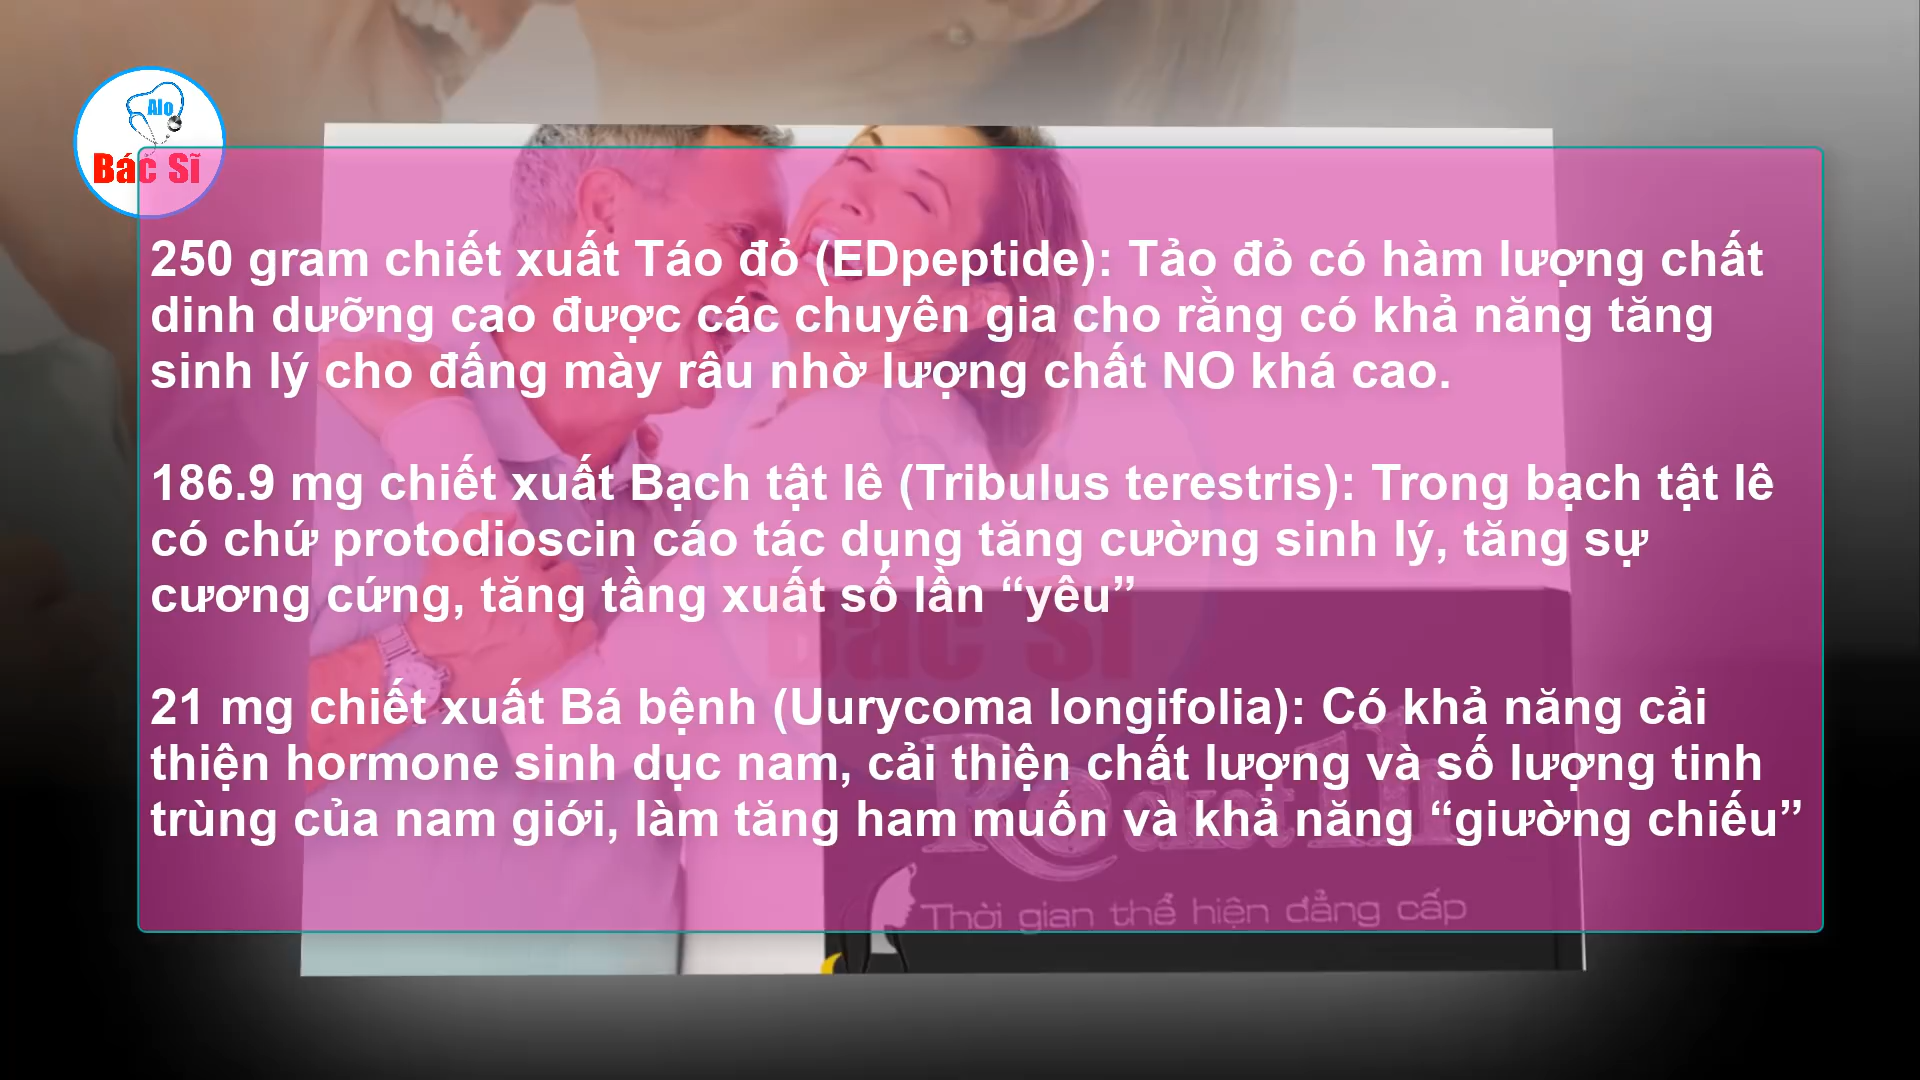 Alo
Bác Sĩ
250 gram chiết xuất Táo đỏ (EDpeptide): Tảo đỏ có hàm lượng chất
dinh dưỡng cao được các chuyên gia cho rằng có khả năng tăng
sinh lý cho đấng mày râu nhờ lượng chất NO khá cao.
186.9 mg chiết xuất Bạch tật lê (Tribulus terestris): Trong bạch tật lê
có chứ protodioscin cáo tác dụng tăng cường sinh lý, tăng sự
cương cứng, tăng tầng xuất số lần “yêu”
Bác Sĩ
21 mg chiết xuất Bá bệnh (Uurycoma longifolia): Có khả năng cải
thiện hormone sinh dục nam, cải thiện chất lượng và số lượng tinh
trùng của nam giới, làm tăng ham muốn và khả năng “giường chiếu”
Rocket 1h
Thời gian thể hiện đẳng cấp